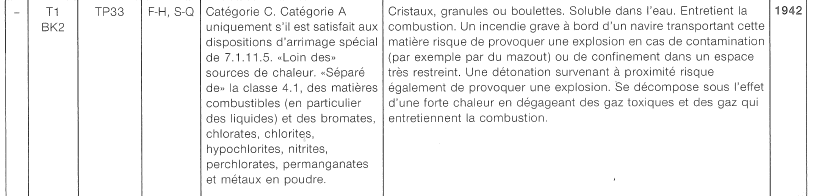 –
T1
BK2
TP33
F-H, S-Q
Catégorie C. Catégorie A
uniquement s'il est satisfait aux
dispositions d'arrimage spécial
de 7.1.11.5. «Loin des»
sources de chaleur. «Séparé
de» la classe 4.1, des matières
combustibles (en particulier
des liquides) et des bromates,
chlorates, chlorites,
hypochlorites, nitrites,
perchlorates, permanganates
et métaux en poudre.
Cristaux, granules ou boulettes. Soluble dans l'eau. Entretient la
combustion. Un incendie grave à bord d'un navire transportant cette
matière risque de provoquer une explosion en cas de contamination
(par exemple par du mazout) ou de confinement dans un espace
très restreint. Une détonation survenant à proximité risque
également de provoquer une explosion. Se décompose sous l'effet
d'une forte chaleur en dégageant des gaz toxiques et des gaz qui
entretiennent la combustion.
1942